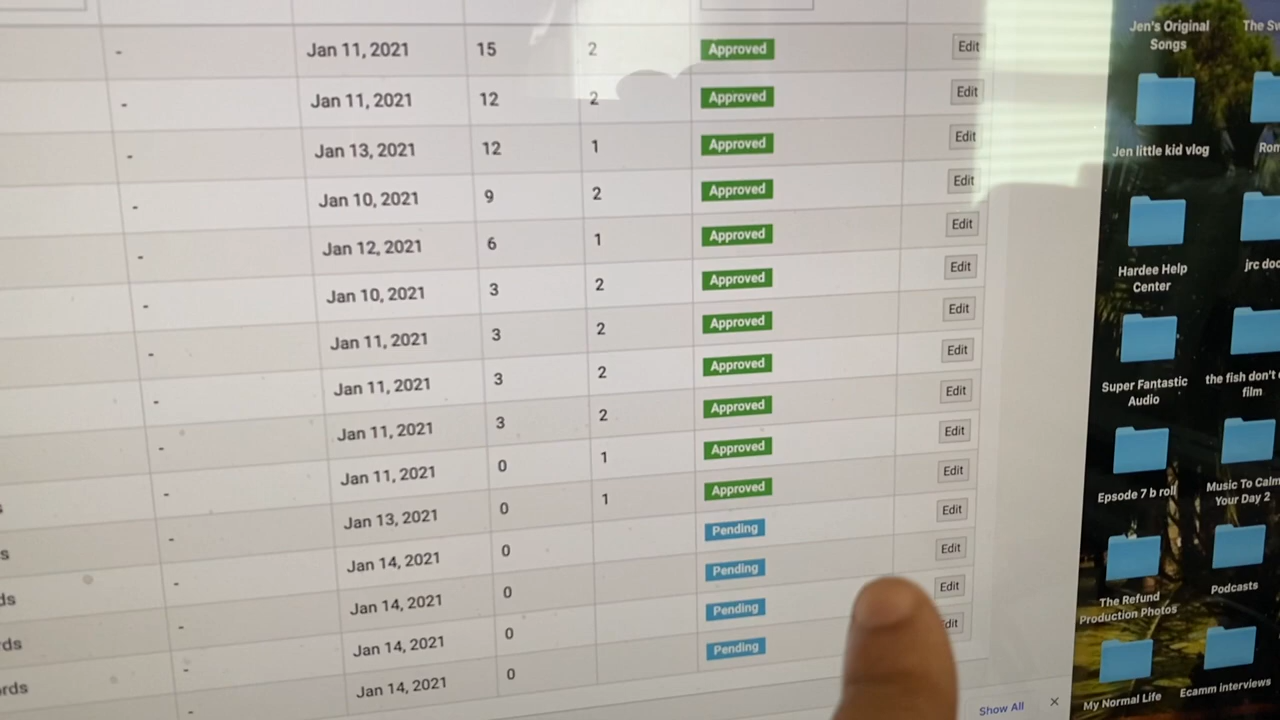 - Jan 11, 2021 15 2 Approved Edit
- Jan 11, 2021 12 2 Approved Edit
- Jan 13, 2021 12 1 Approved Edit
- Jan 10, 2021 9 2 Approved Edit
- Jan 12, 2021 6 1 Approved Edit
- Jan 10, 2021 3 2 Approved Edit
- Jan 11, 2021 3 2 Approved Edit
- Jan 11, 2021 3 2 Approved Edit
- Jan 11, 2021 3 2 Approved Edit
- Jan 11, 2021 0 1 Approved Edit
- Jan 13, 2021 0 1 Approved Edit
- Jan 14, 2021 0 Pending Edit
- Jan 14, 2021 0 Pending Edit
- Jan 14, 2021 0 Pending Edit
- Jan 14, 2021 0 Pending
Show All ×
Jen's Original
Songs
The
Jen little kid vlog
Hardee Help
Center
jrc
Super Fantastic
Audio
the fish don't
film
Epsode 7 b roll
Music To Calm
Your Day 2
The Refund
Production Photos
Podcasts
My Normal Life
Ecamm interviews